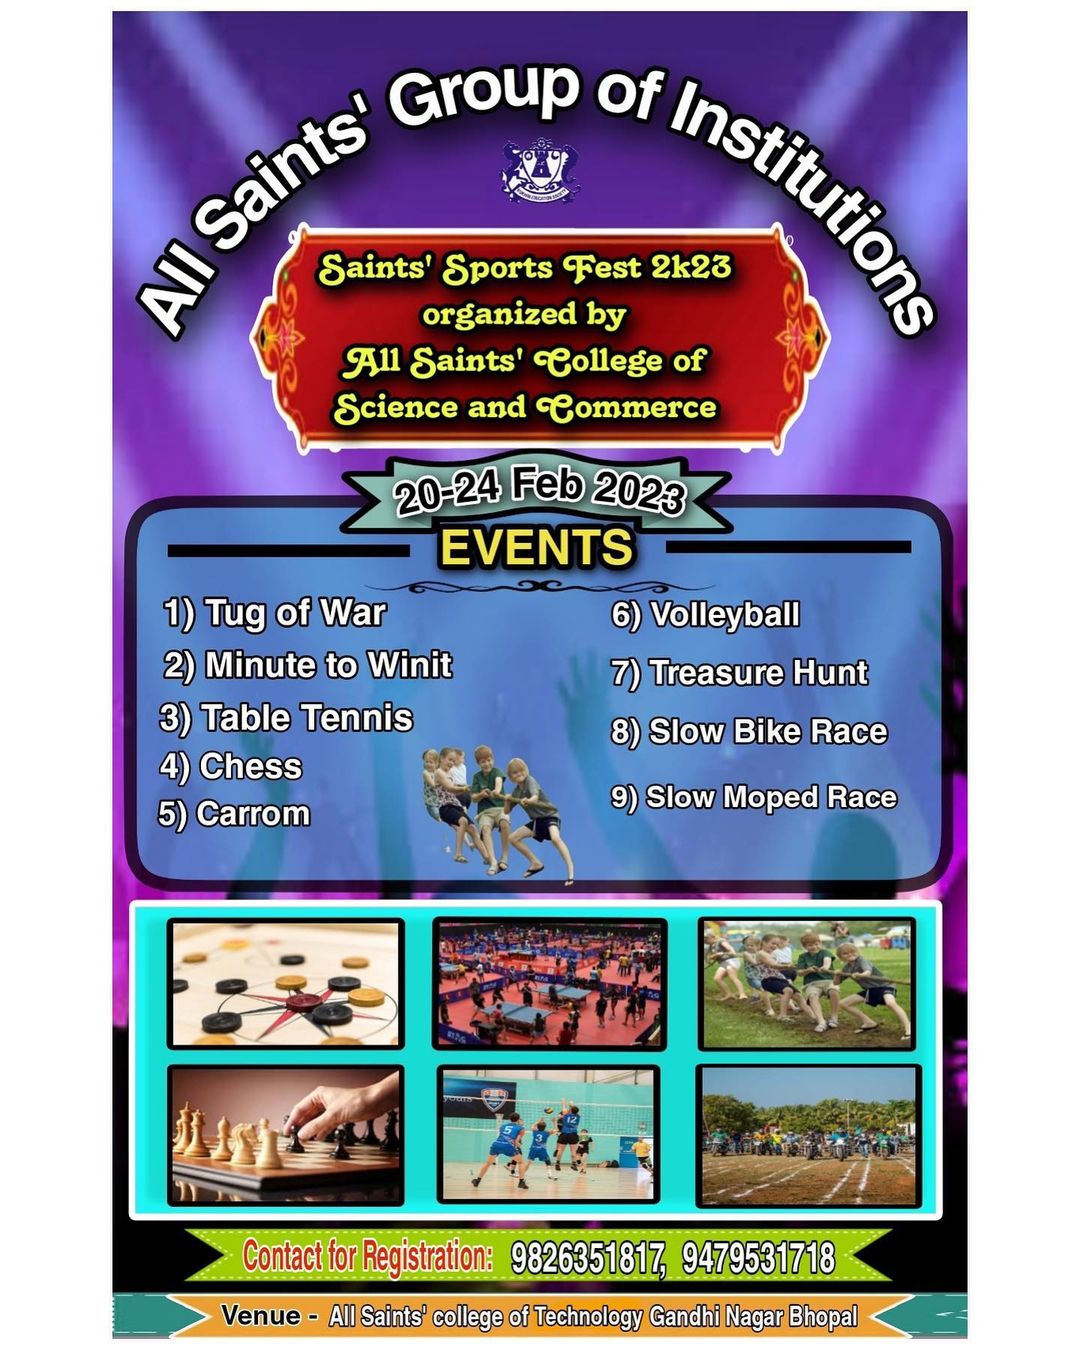 All Saints' Group of Institutions
Saints' Sports Fest 2k23
organized by
All Saints' College of
Science and Commerce
20-24 Feb 2023
EVENTS
1) Tug of War
2) Minute to Winit
3) Table Tennis
4) Chess
5) Carrom
6) Volleyball
7) Treasure Hunt
8) Slow Bike Race
9) Slow Moped Race
5
3
12
Contact for Registration: 9826351817, 9479531718
Venue - All Saints' college of Technology Gandhi Nagar Bhopal